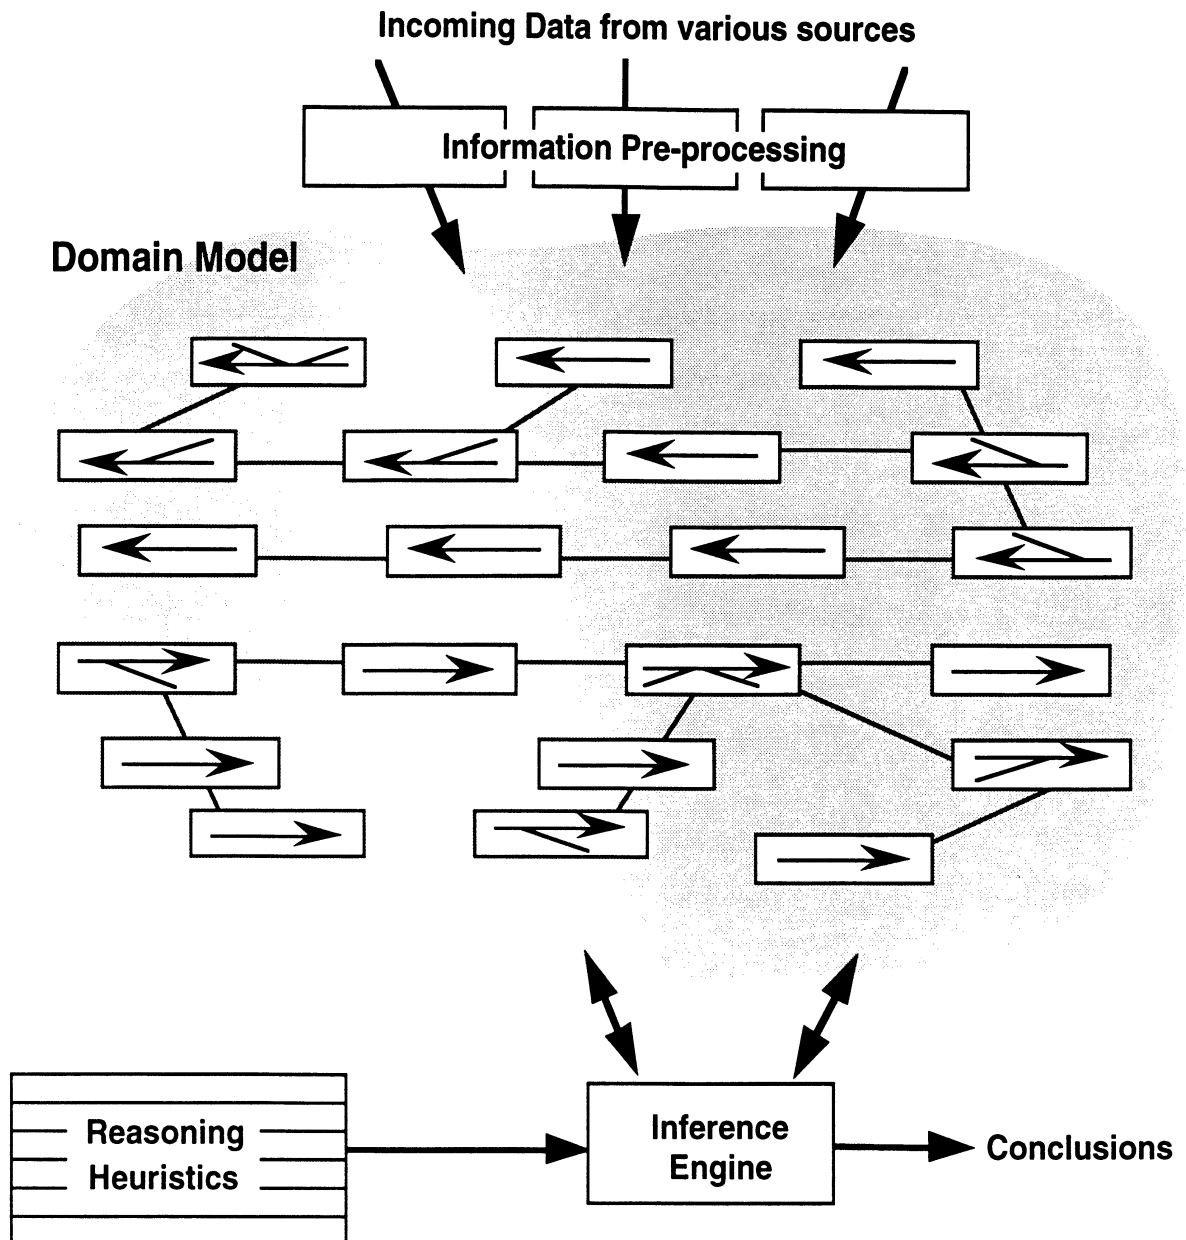 Incoming Data from various sources
Information Pre-processing
Domain Model
Reasoning
Heuristics
Inference
Engine
Conclusions